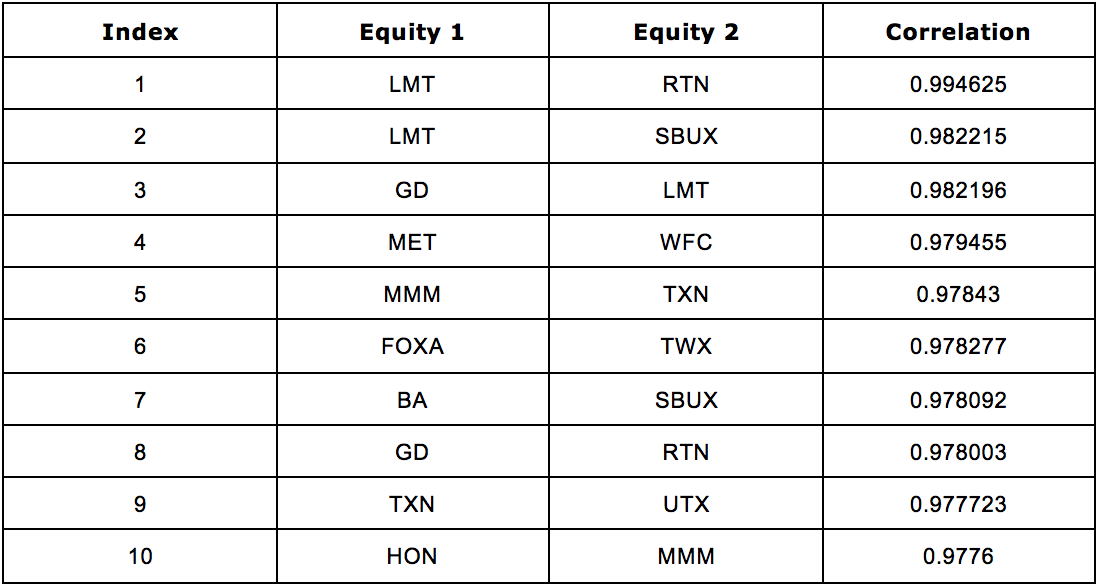 Index Equity 1 Equity 2 Correlation
1 LMT RTN 0.994625
2 LMT SBUX 0.982215
3 GD LMT 0.982196
4 MET WFC 0.979455
5 MMM TXN 0.97843
6 FOXA TWX 0.978277
7 BA SBUX 0.978092
8 GD RTN 0.978003
9 TXN UTX 0.977723
10 HON MMM 0.9776